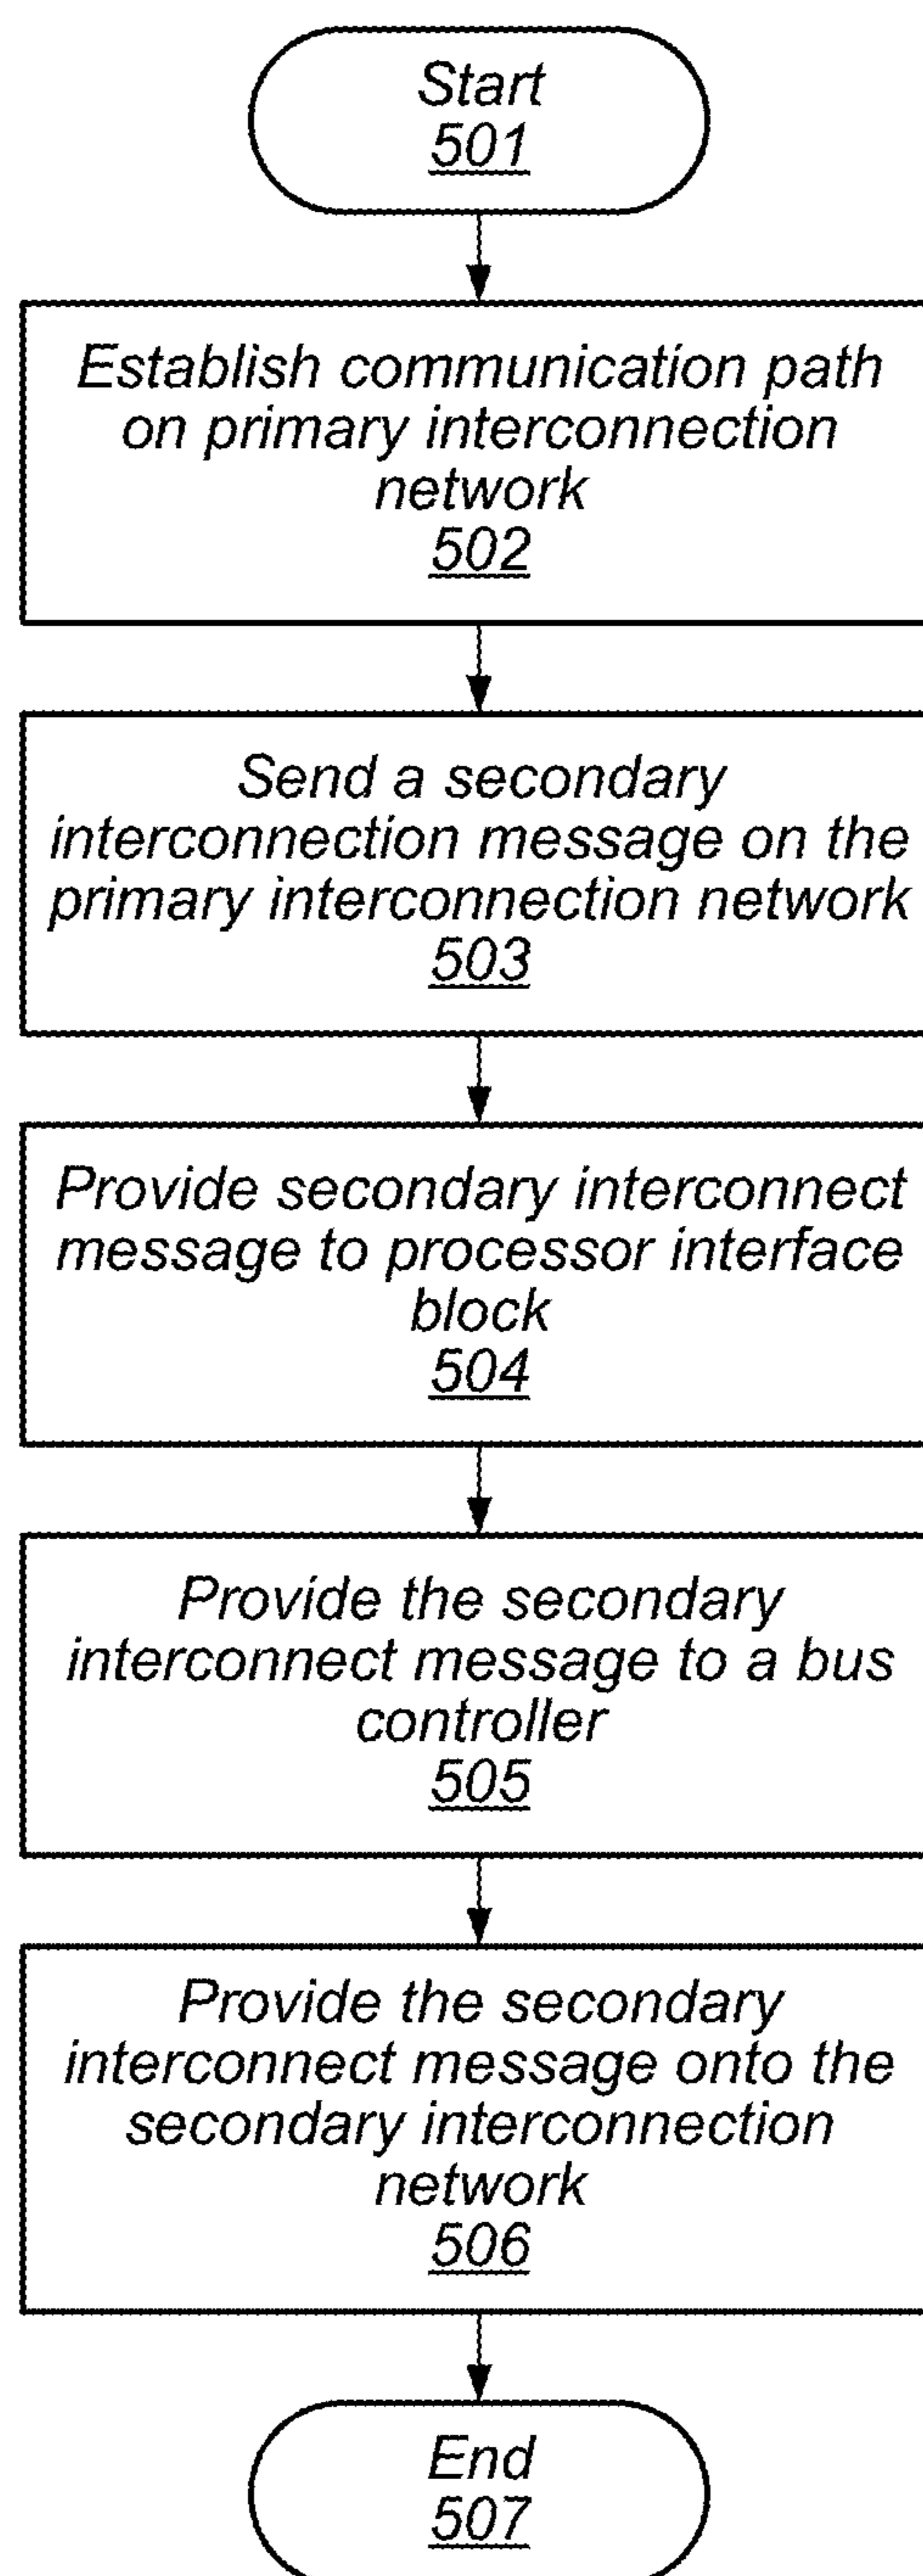 Start
501
Establish communication path
on primary interconnection
network
502
Send a secondary
interconnection message on the
primary interconnection network
503
Provide secondary interconnect
message to processor interface
block
504
Provide the secondary
interconnect message to a bus
controller
505
Provide the secondary
interconnect message onto the
secondary interconnection
network
506
End
507